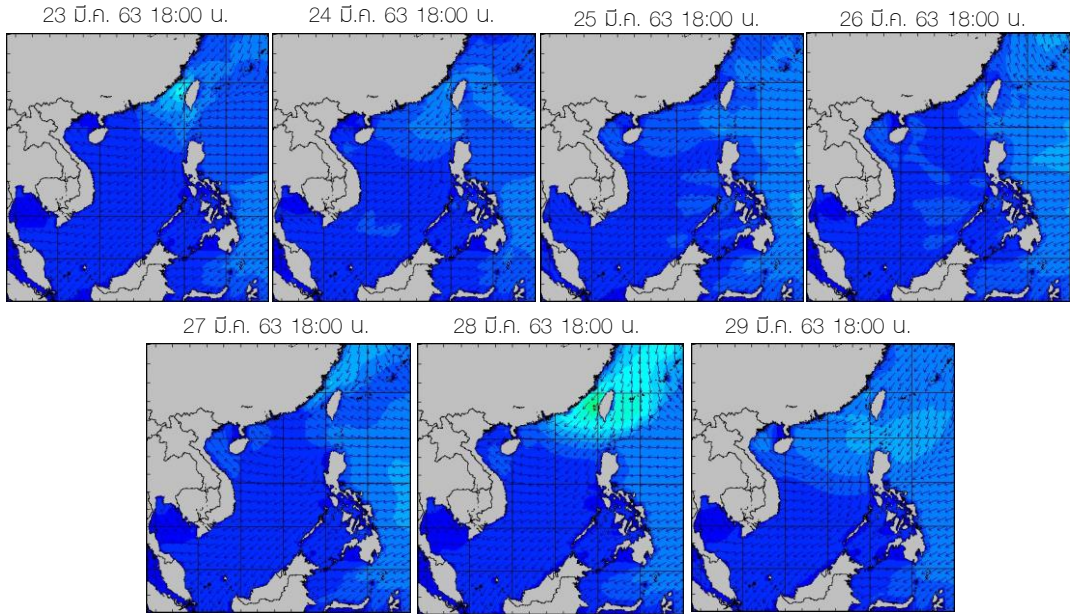 23 มี.ค. 63 18:00 น.
24 มี.ค. 63 18:00 น.
25 มี.ค. 63 18:00 น.
26 มี.ค. 63 18:00 น.
27 มี.ค. 63 18:00 น.
28 มี.ค. 63 18:00 น.
29 มี.ค. 63 18:00 น.